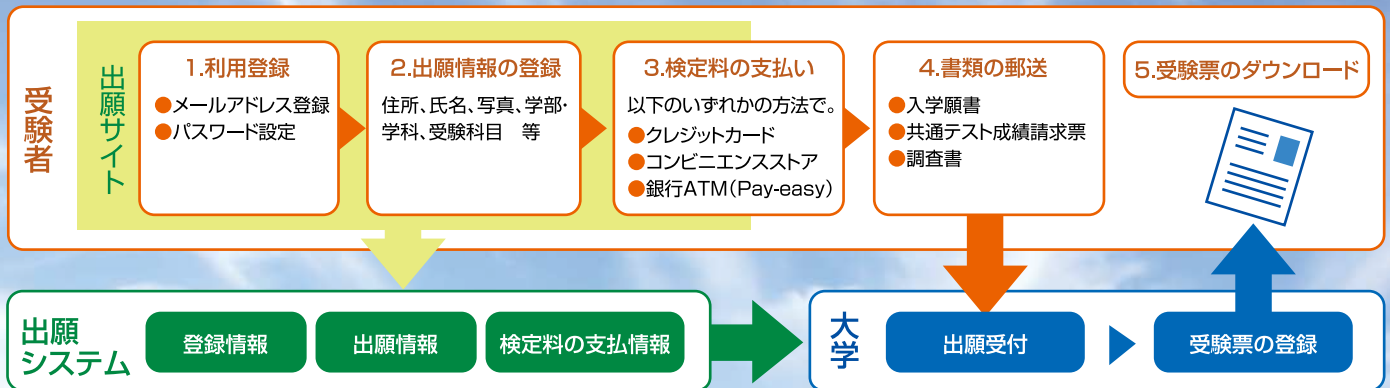 受験者
出願サイト
1.利用登録
●メールアドレス登録
●パスワード設定
2.出願情報の登録
住所、氏名、写真、学部・
学科、受験科目　等
3.検定料の支払い
以下のいずれかの方法で。
●クレジットカード
●コンビニエンスストア
●銀行ATM(Pay-easy)
4.書類の郵送
●入学願書
●共通テスト成績請求票
●調査書
5.受験票のダウンロード
出願
システム
登録情報
出願情報
検定料の支払情報
大学
出願受付
受験票の登録